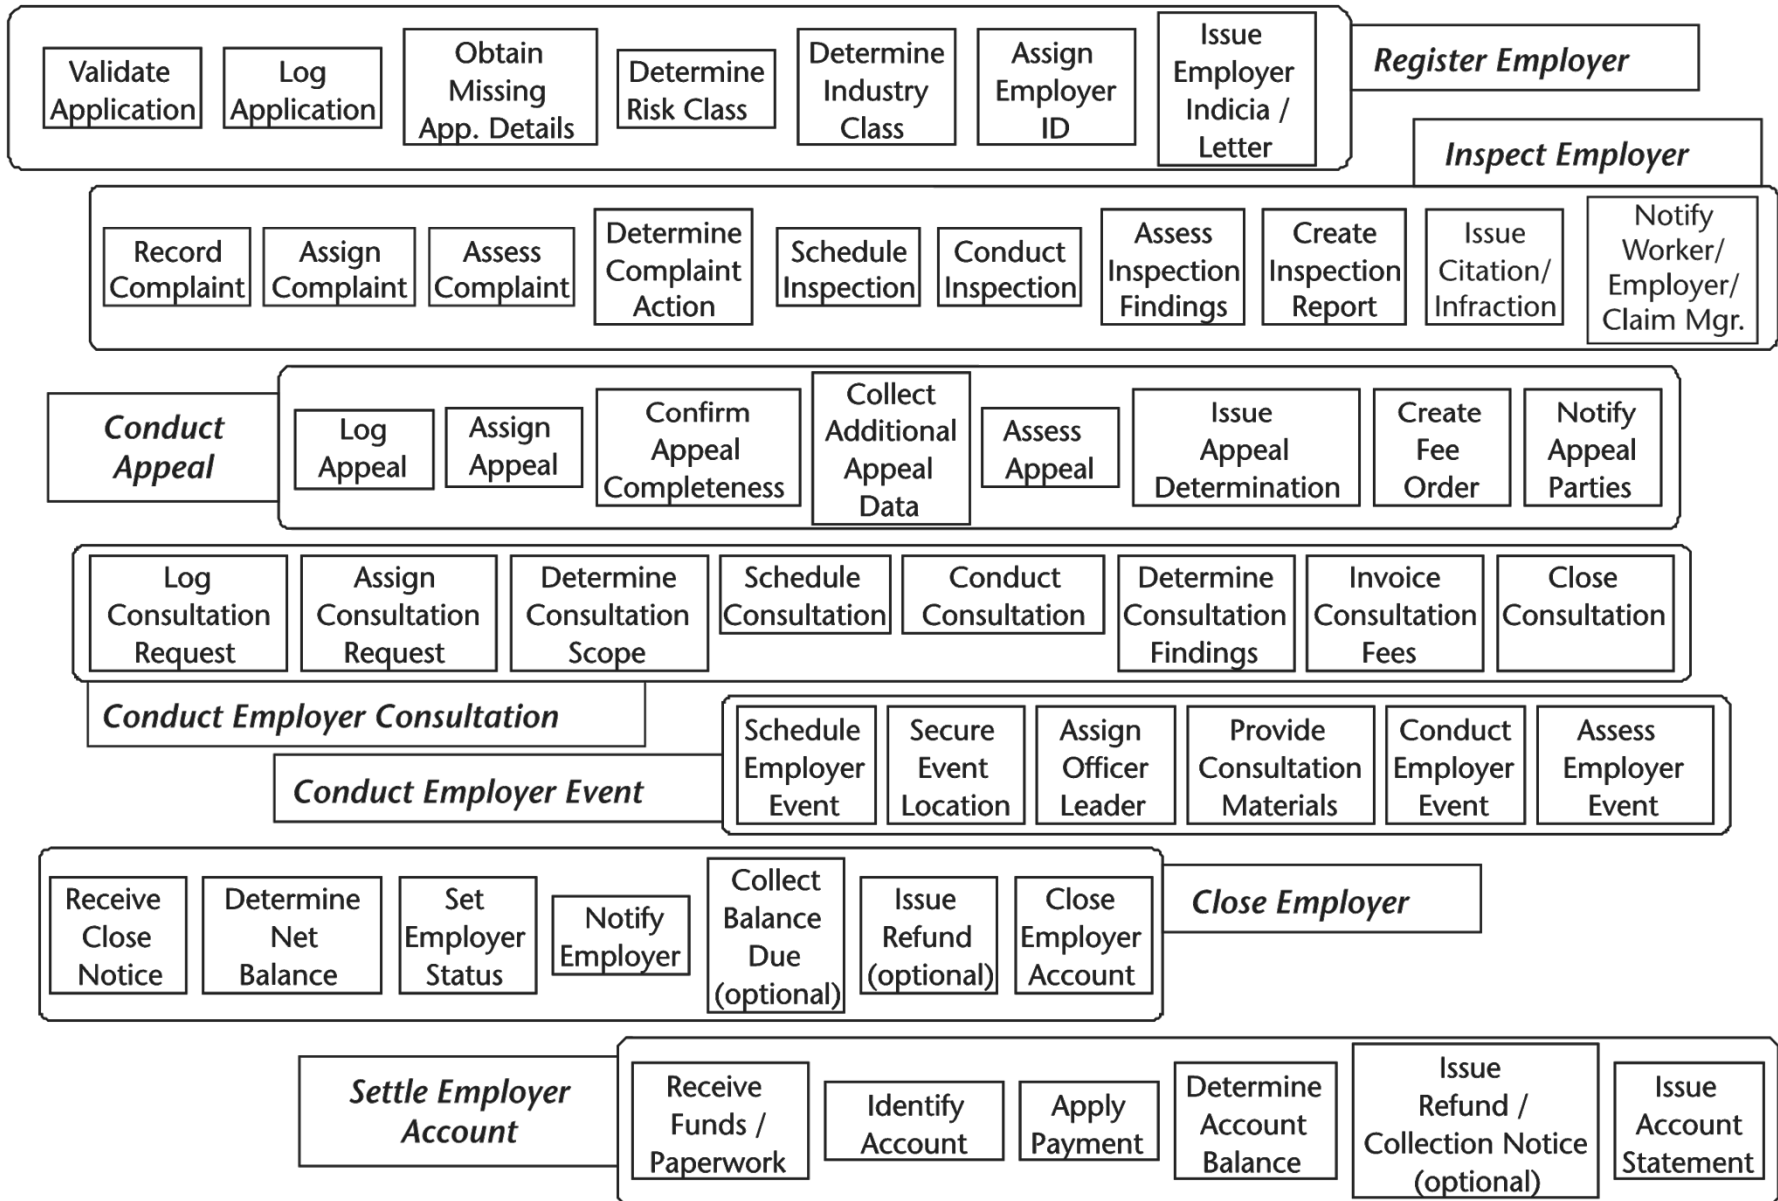 Validate
Application
Log
Application
Obtain
Missing
App. Details
Determine
Risk Class
Determine
Industry
Class
Assign
Employer
ID
Issue
Employer
Indicia /
Letter
Register Employer
Inspect Employer
Record
Complaint
Assign
Complaint
Assess
Complaint
Determine
Complaint
Action
Schedule
Inspection
Conduct
Inspection
Assess
Inspection
Findings
Create
Inspection
Report
Issue
Citation/
Infraction
Notify
Worker/
Employer/
Claim Mgr.
Conduct
Appeal
Log
Appeal
Assign
Appeal
Confirm
Appeal
Completeness
Collect
Additional
Appeal
Data
Assess
Appeal
Issue
Appeal
Determination
Create
Fee
Order
Notify
Appeal
Parties
Log
Consultation
Request
Assign
Consultation
Request
Determine
Consultation
Scope
Schedule
Consultation
Conduct
Consultation
Determine
Consultation
Findings
Invoice
Consultation
Fees
Close
Consultation
Conduct Employer Consultation
Conduct Employer Event
Schedule
Employer
Event
Secure
Event
Location
Assign
Officer
Leader
Provide
Consultation
Materials
Conduct
Employer
Event
Assess
Employer
Event
Receive
Close
Notice
Determine
Net
Balance
Set
Employer
Status
Notify
Employer
Collect
Balance
Due
(optional)
Issue
Refund
(optional)
Close
Employer
Account
Close Employer
Settle Employer
Account
Receive
Funds /
Paperwork
Identify
Account
Apply
Payment
Determine
Account
Balance
Issue
Refund /
Collection Notice
(optional)
Issue
Account
Statement